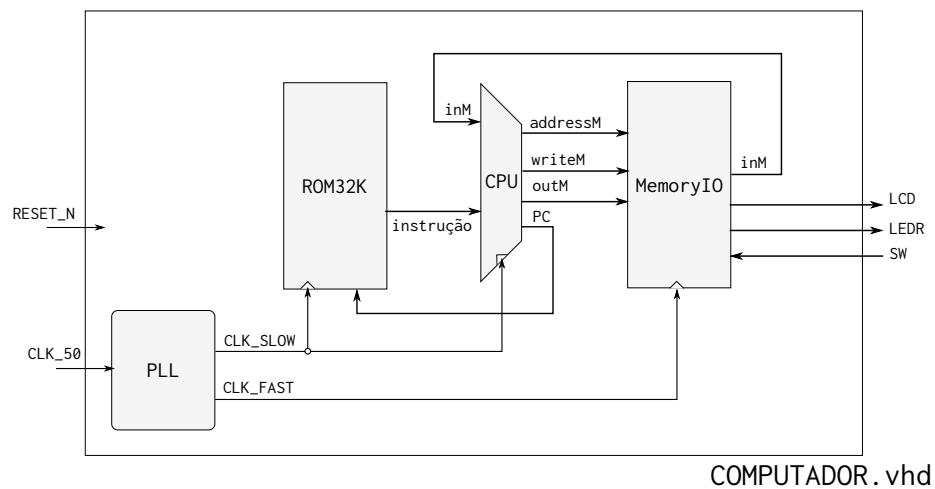 inM
addressM
writeM
outM
PC
ROM32K
CPU
MemoryIO
inM
instrução
LCD
LEDR
SW
RESET_N
CLK_50
PLL
CLK_SLOW
CLK_FAST
COMPUTADOR.vhd